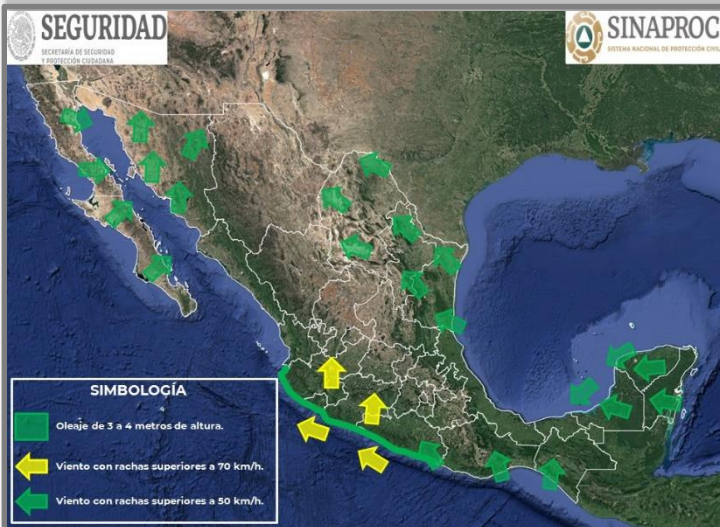 SEGURIDAD
SECRETARÍA DE SEGURIDAD
Y PROTECCIÓN CIUDADANA
SINAPROC
SISTEMA NACIONAL DE PROTECCIÓN CIVIL
SIMBOLOGÍA
Oleaje de 3 a 4 metros de altura.
Viento con rachas superiores a 70 km/h.
Viento con rachas superiores a 50 km/h.